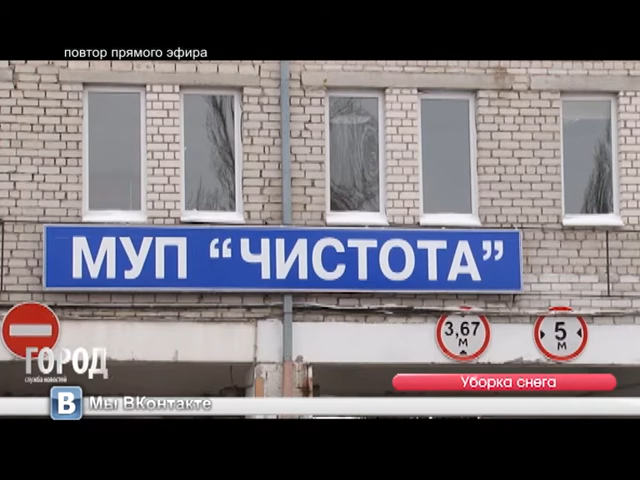 повтор прямого эфира
МУП “ЧИСТОТА”
3,67
М
5
М
ГОРОД
служба новостей
Уборка снега
В
Мы ВКонтакте